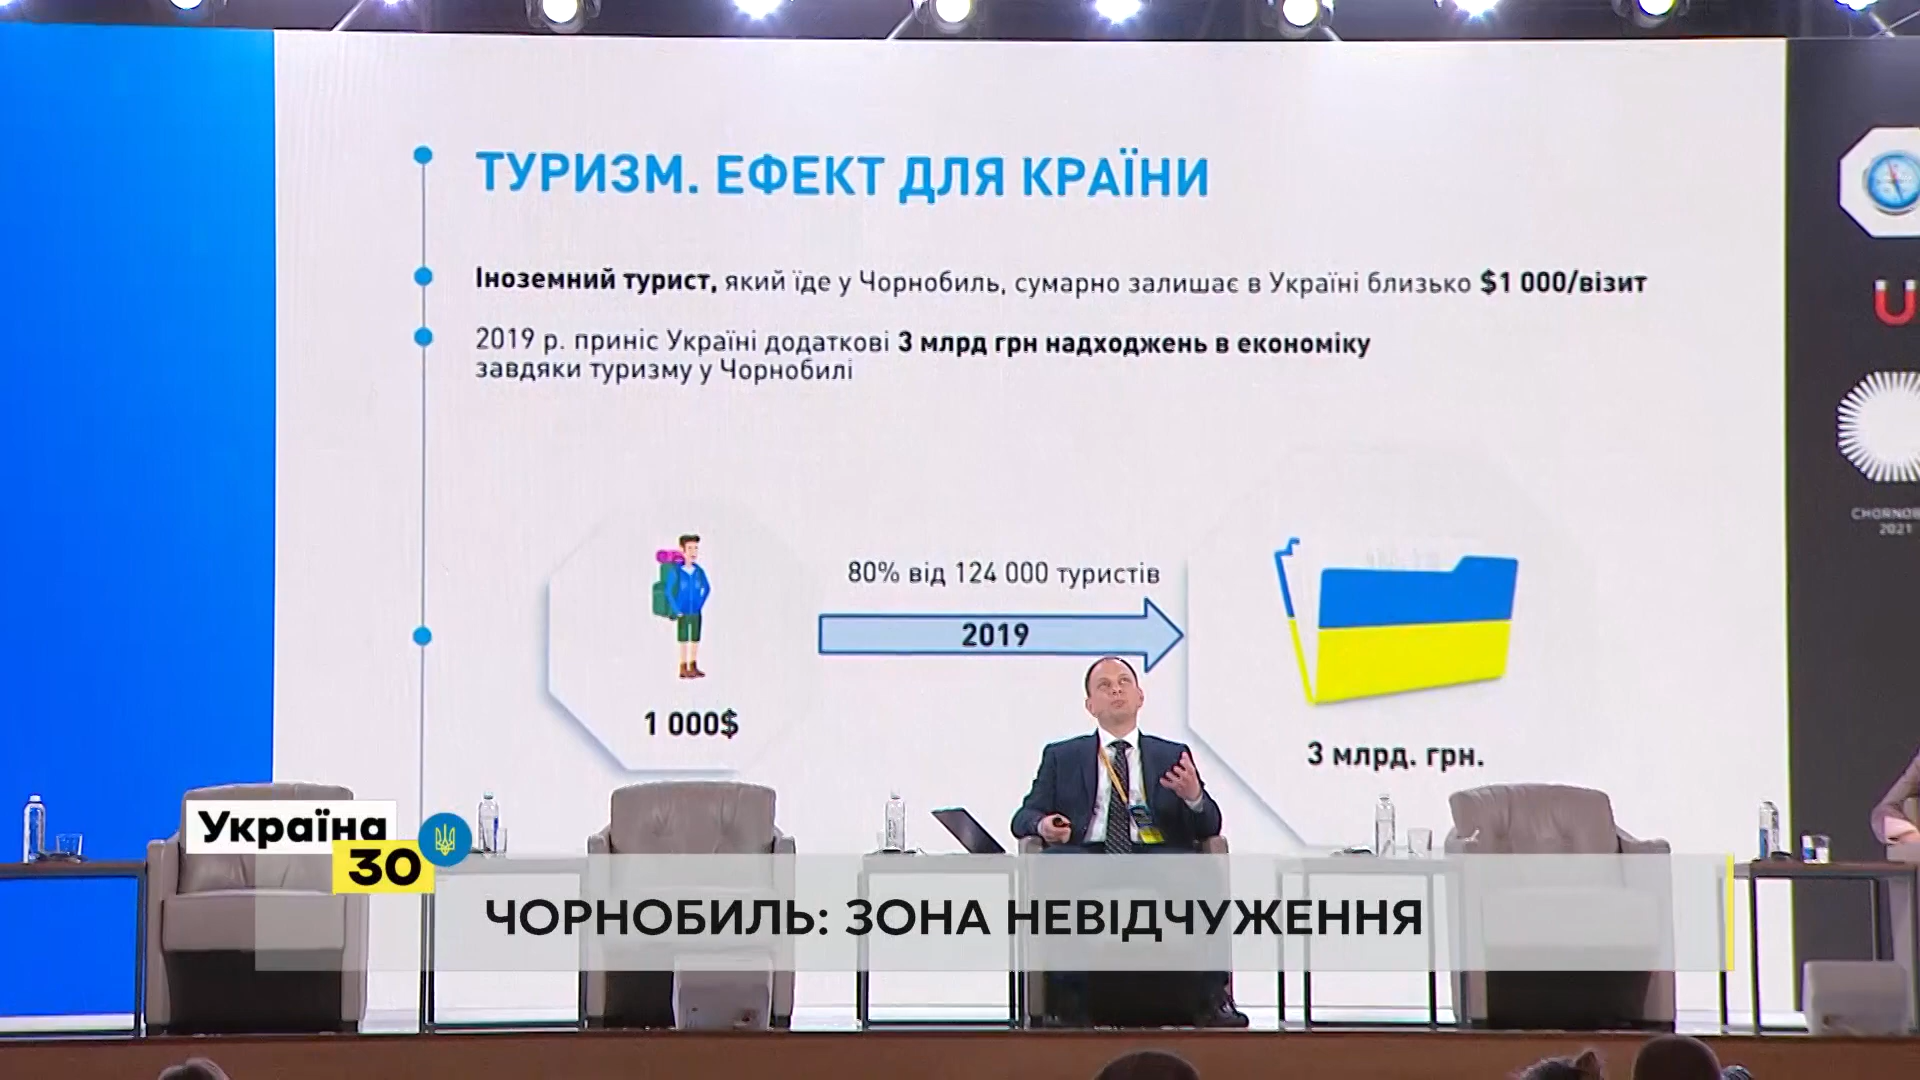 ТУРИЗМ. ЕФЕКТ ДЛЯ КРАЇНИ
Іноземний турист, який їде у Чорнобиль, сумарно залишає в Україні близько $1 000/візит
2019 р. приніс Україні додаткові 3 млрд грн надходжень в економіку
завдяки туризму у Чорнобилі
80% від 124 000 туристів
2019
1 000$
3 млрд. грн.
CHORNOB
2021
Україна
30
ЧОРНОБИЛЬ: ЗОНА НЕВІДЧУЖЕННЯ